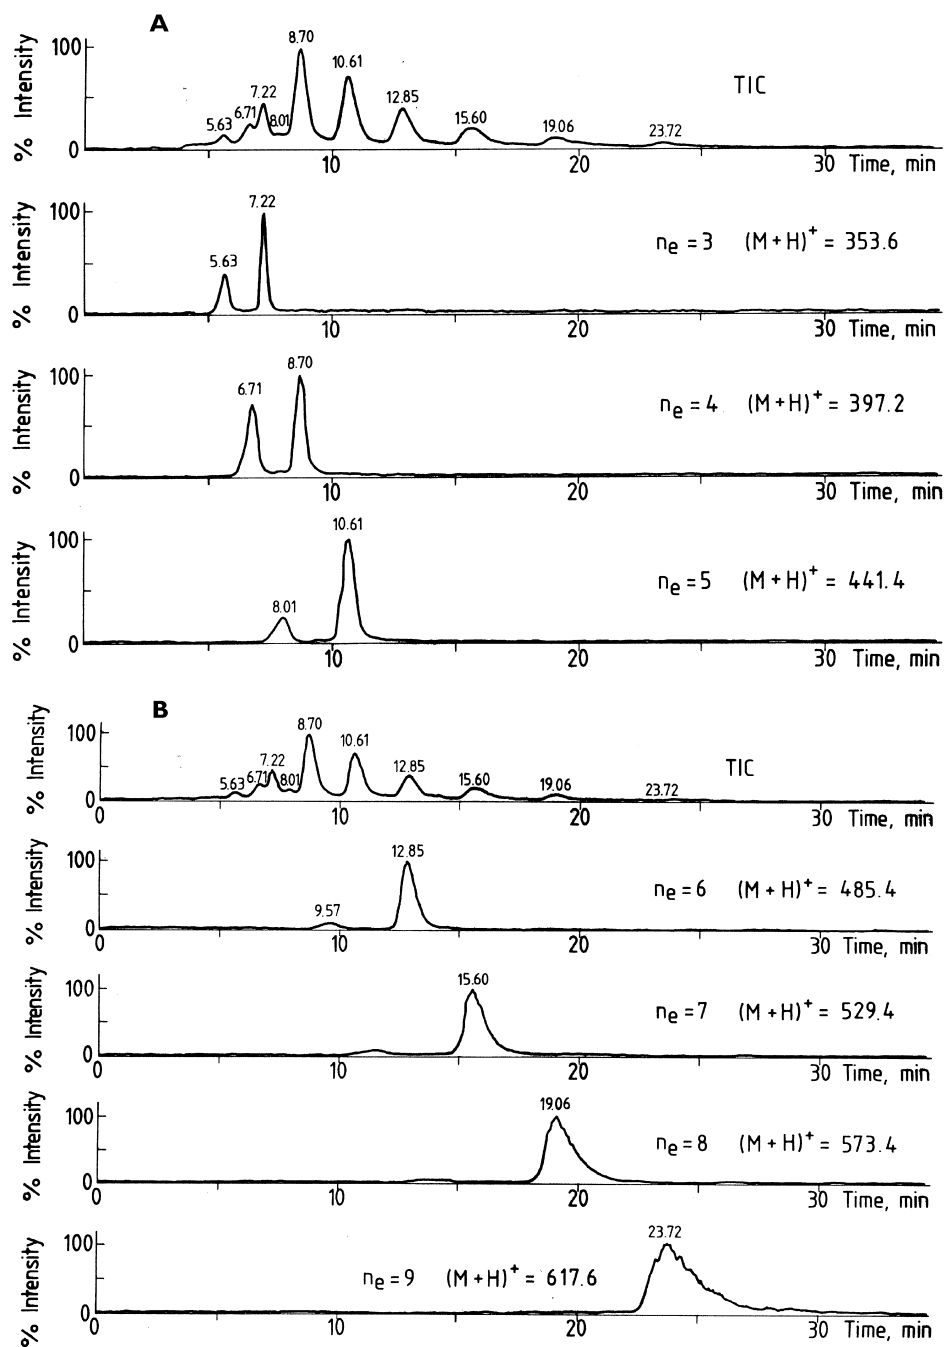 A
% Intensity
100
0
5.63
6.71
7.22
8.01
8.70
10.61
12.85
15.60
19.06
23.72
TIC
10
20
30 Time, min
% Intensity
100
0
5.63
7.22
nₑ = 3 (M + H)⁺ = 353.6
10
20
30 Time, min
% Intensity
100
0
6.71
8.70
nₑ = 4 (M + H)⁺ = 397.2
10
20
30 Time, min
% Intensity
100
0
8.01
10.61
nₑ = 5 (M + H)⁺ = 441.4
10
20
30 Time, min
B
% Intensity
100
0
5.63
6.71
7.22
8.01
8.70
10.61
12.85
15.60
19.06
23.72
TIC
0
10
20
30 Time, min
% Intensity
100
0
9.57
12.85
nₑ = 6 (M + H)⁺ = 485.4
0
10
20
30 Time, min
% Intensity
100
0
15.60
nₑ = 7 (M + H)⁺ = 529.4
0
10
20
30 Time, min
% Intensity
100
0
19.06
nₑ = 8 (M + H)⁺ = 573.4
0
10
20
30 Time, min
% Intensity
100
0
23.72
nₑ = 9 (M + H)⁺ = 617.6
0
10
20
30 Time, min